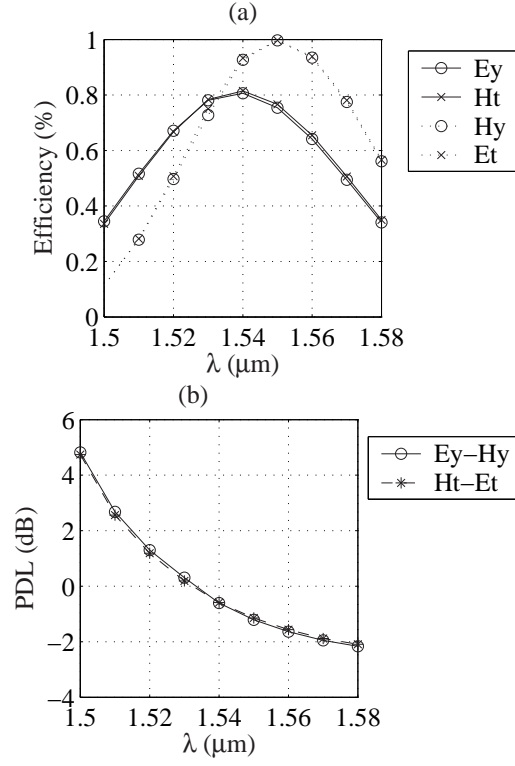 (a)
1
0.8
0.6
0.4
0.2
0
Efficiency (%)
1.5 1.52 1.54 1.56 1.58
λ (μm)
Ey
Ht
Hy
Et
(b)
6
4
2
0
−2
−4
PDL (dB)
1.5 1.52 1.54 1.56 1.58
λ (μm)
Ey−Hy
Ht−Et